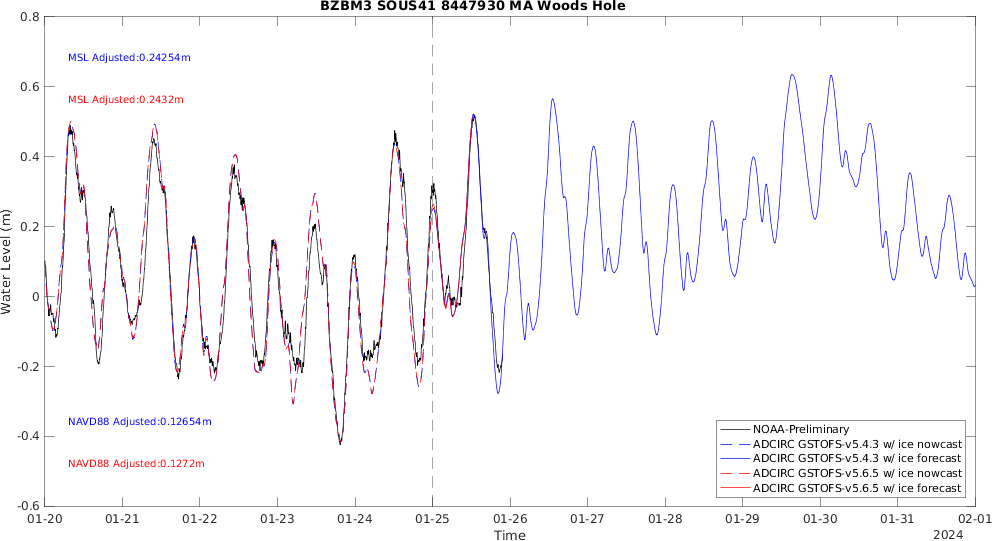 BZBM3 SOUS41 8447930 MA Woods Hole
0.8
0.6
0.4
0.2
0
-0.2
-0.4
-0.6
Water Level (m)
MSL Adjusted:0.24254m
MSL Adjusted:0.2432m
NAVD88 Adjusted:0.12654m
NAVD88 Adjusted:0.1272m
NOAA-Preliminary
ADCIRC GSTOFS-v5.4.3 w/ ice nowcast
ADCIRC GSTOFS-v5.4.3 w/ ice forecast
ADCIRC GSTOFS-v5.6.5 w/ ice nowcast
ADCIRC GSTOFS-v5.6.5 w/ ice forecast
01-20 01-21 01-22 01-23 01-24 01-25 01-26 01-27 01-28 01-29 01-30 01-31 02-01
Time
2024